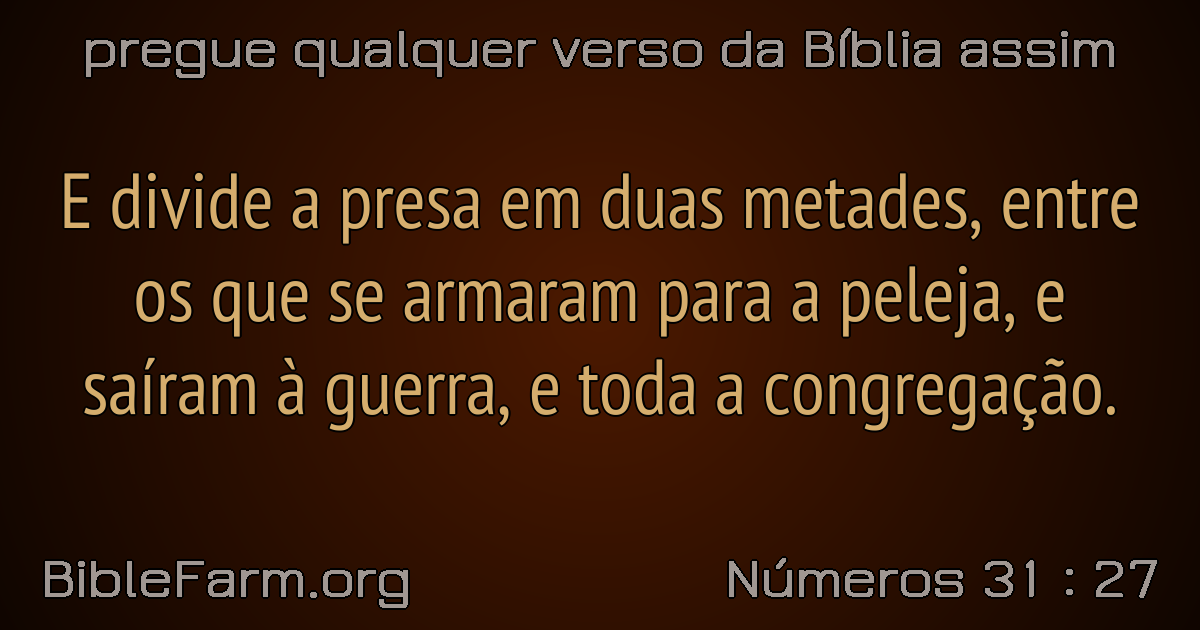 pregue qualquer verso da Bíblia assim
E divide a presa em duas metades, entre
os que se armaram para a peleja, e
saíram à guerra, e toda a congregação.
BibleFarm.org
Números 31 : 27